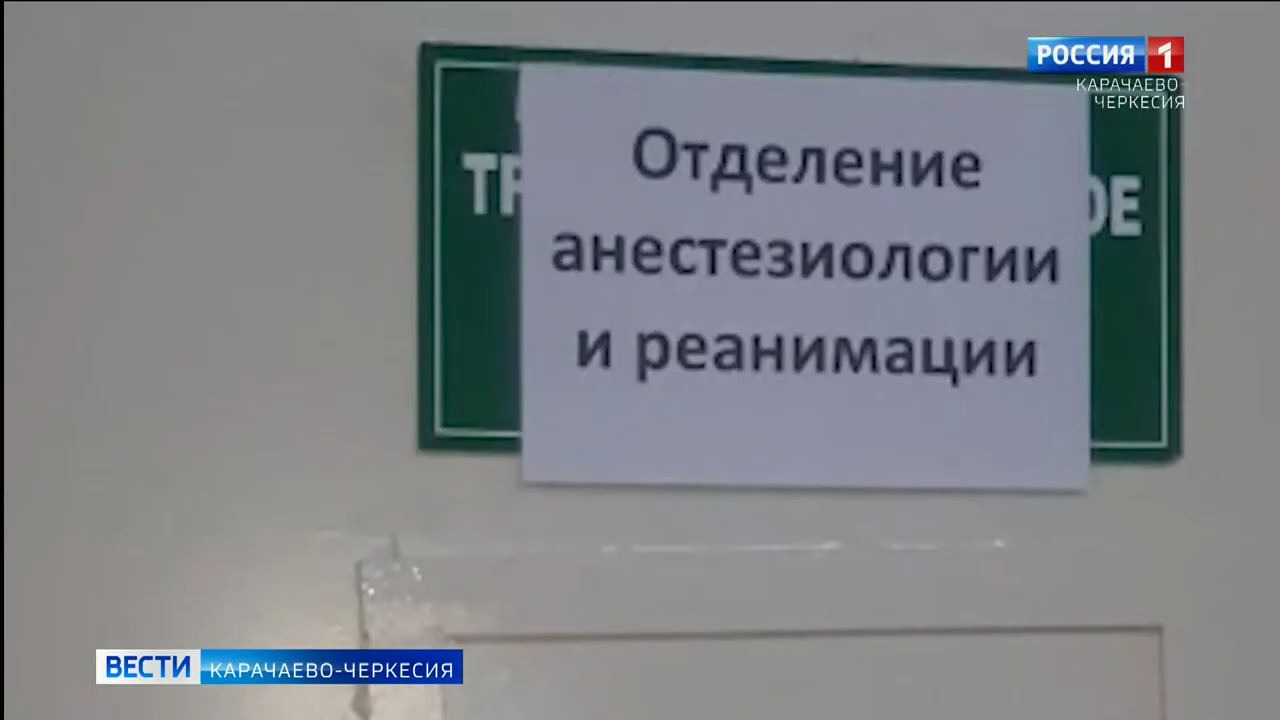 РОССИЯ 1
КАРАЧАЕВО-
ЧЕРКЕСИЯ
Отделение
анестезиологии
и реанимации
ВЕСТИ КАРАЧАЕВО-ЧЕРКЕСИЯ